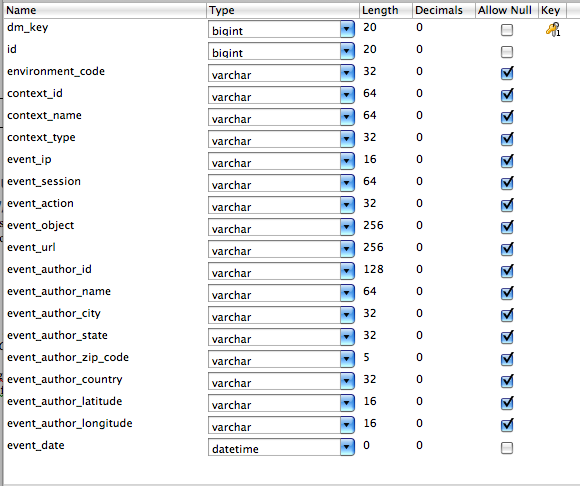 Name Type Length Decimals Allow Null Key
dm_key bigint 20 0 1
id bigint 20 0
environment_code varchar 32 0
context_id varchar 64 0
context_name varchar 64 0
context_type varchar 32 0
event_ip varchar 16 0
event_session varchar 64 0
event_action varchar 32 0
event_object varchar 256 0
event_url varchar 256 0
event_author_id varchar 128 0
event_author_name varchar 64 0
event_author_city varchar 32 0
event_author_state varchar 32 0
event_author_zip_code varchar 5 0
event_author_country varchar 32 0
event_author_latitude varchar 16 0
event_author_longitude varchar 16 0
event_date datetime 0 0